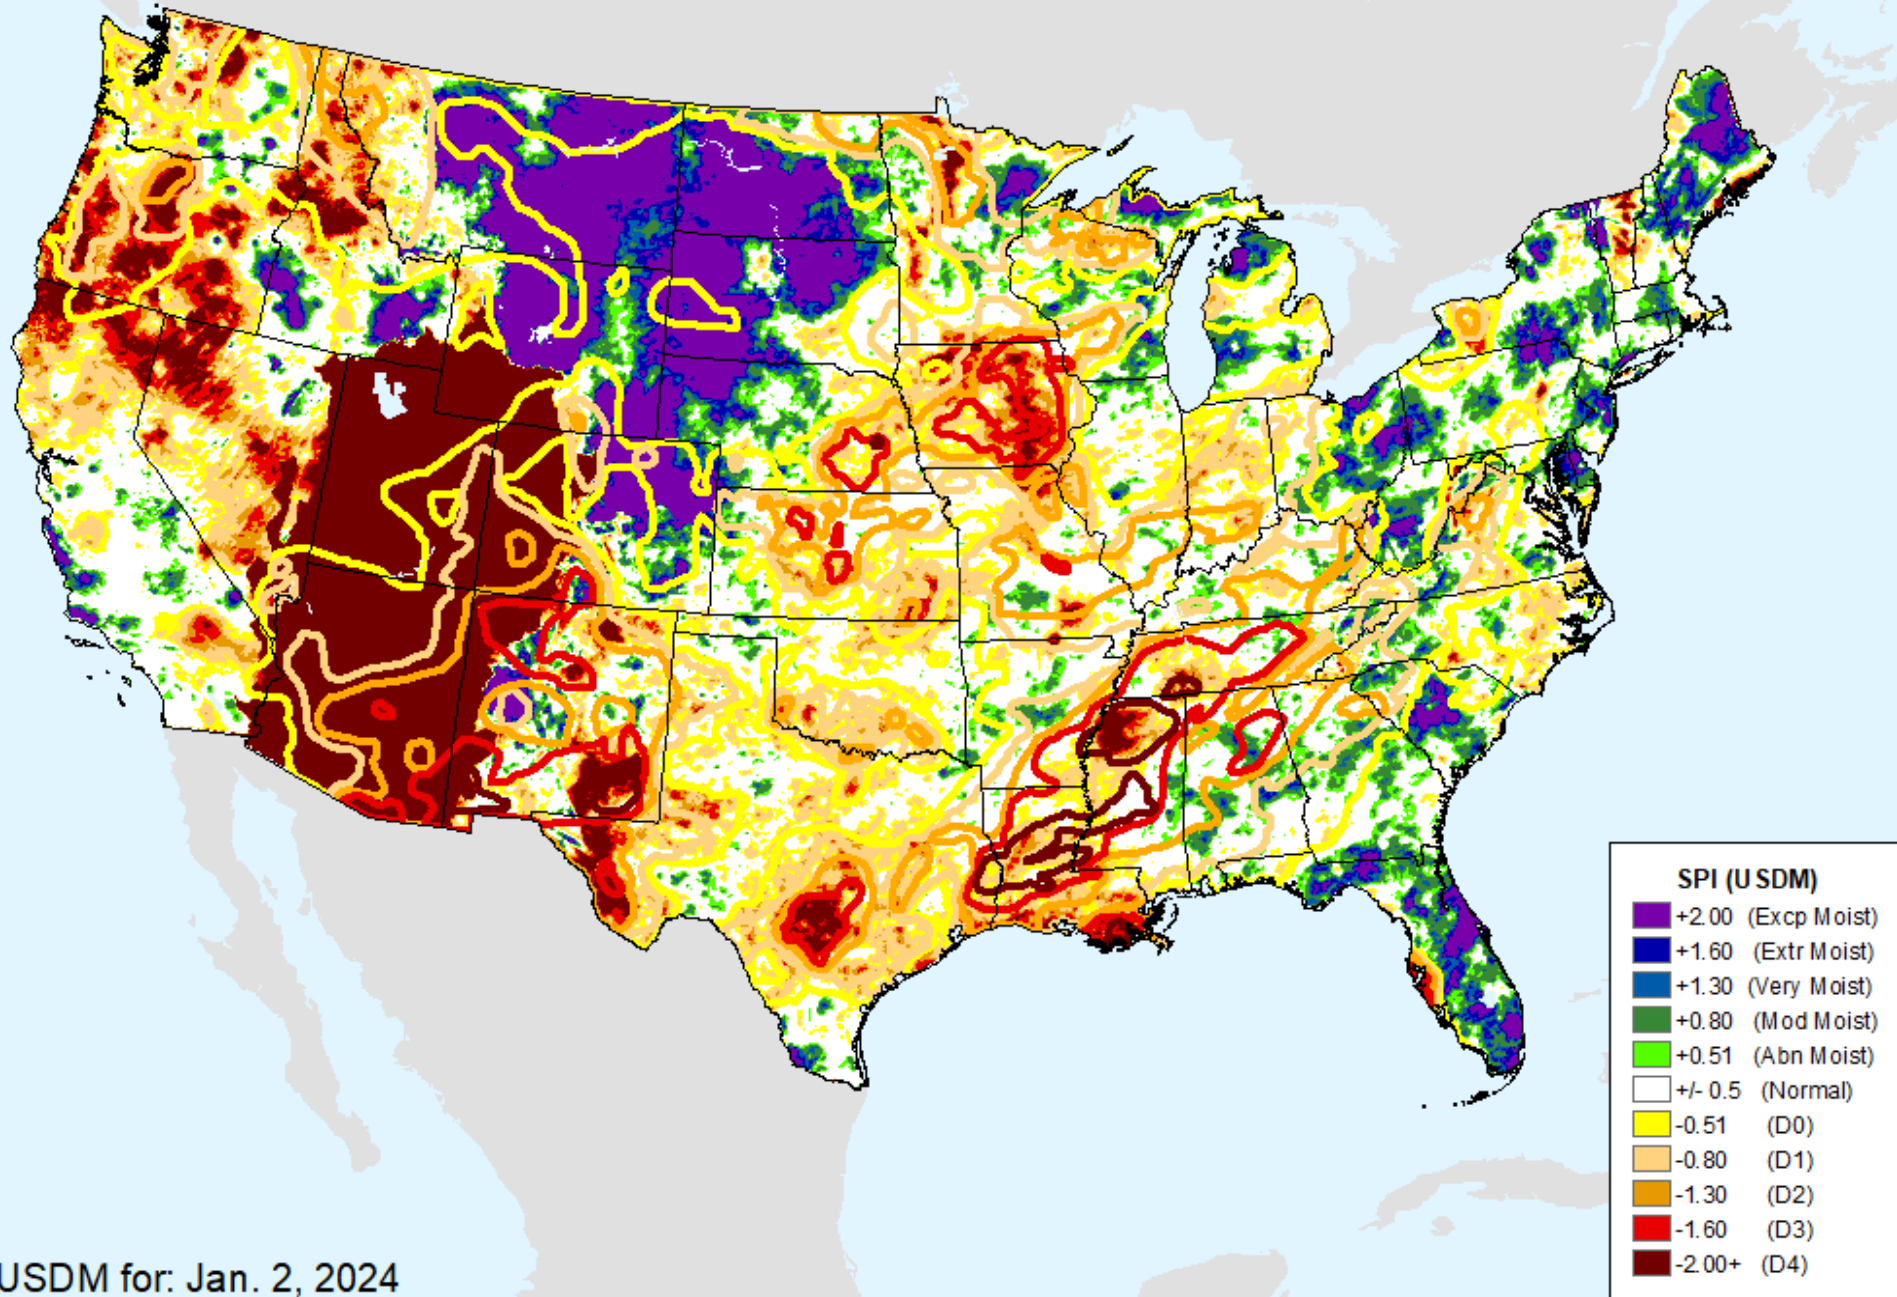 SPI (USDM)
+2.00 (Excp Moist)
+1.60 (Extr Moist)
+1.30 (Very Moist)
+0.80 (Mod Moist)
+0.51 (Abn Moist)
+/- 0.5 (Normal)
-0.51 (D0)
-0.80 (D1)
-1.30 (D2)
-1.60 (D3)
-2.00+ (D4)
USDM for: Jan. 2, 2024